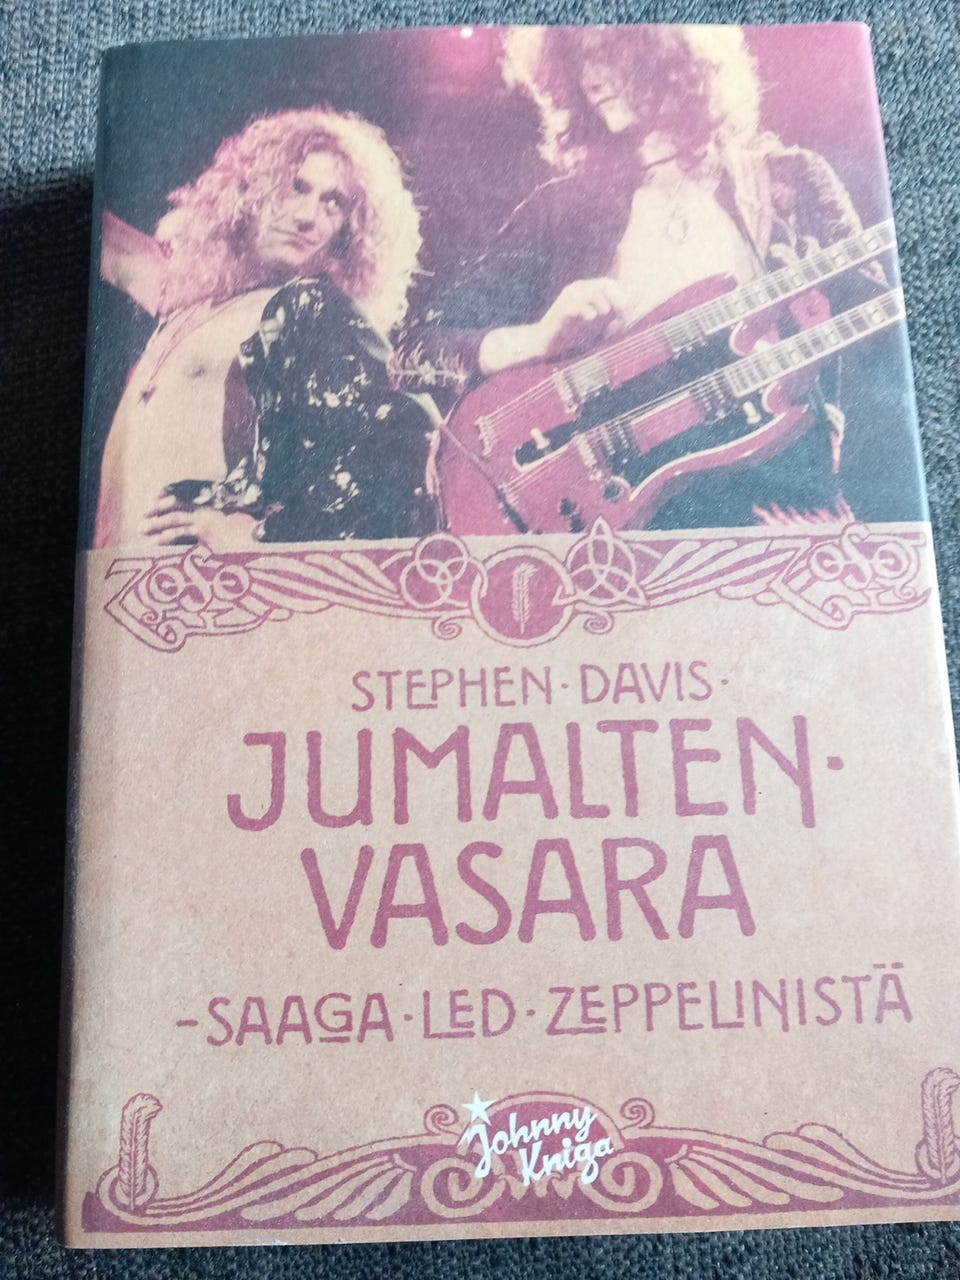 STEPHEN · DAVIS ·
JUMALTEN ·
VASARA
- SAAGA · LED · ZEPPELINISTÄ
Johnny
Kniga